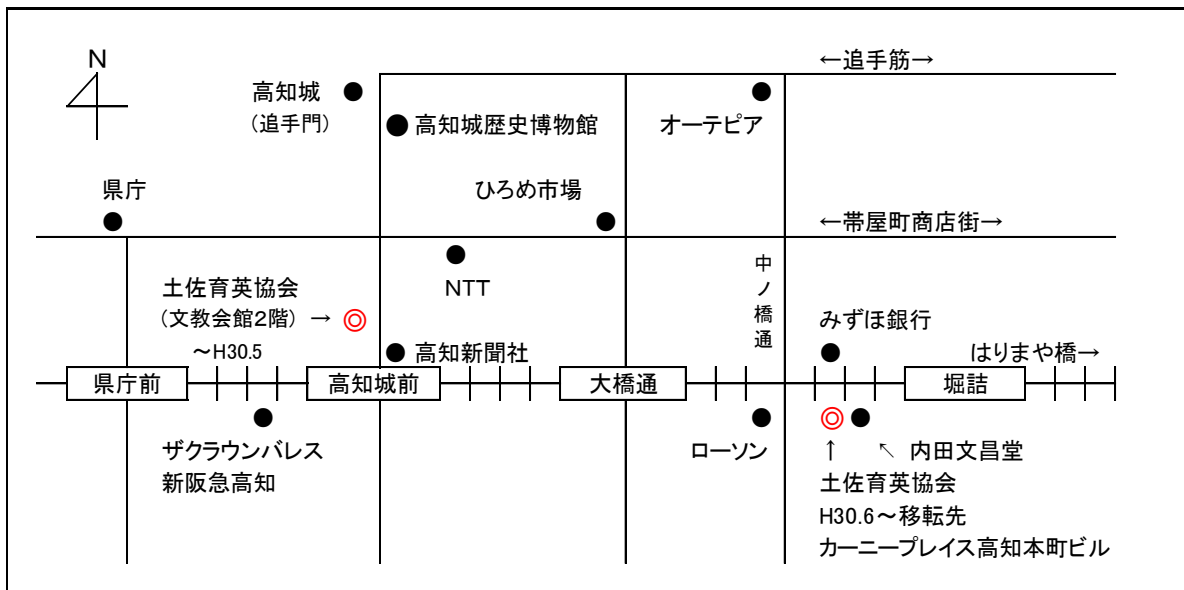 N
←追手筋→
高知城
(追手門)
高知城歴史博物館
オーテピア
県庁
ひろめ市場
←帯屋町商店街→
NTT
中ノ橋通
土佐育英協会
(文教会館2階) →
～H30.5
高知新聞社
みずほ銀行
はりまや橋→
県庁前
高知城前
大橋通
堀詰
ザクラウンパレス
新阪急高知
ローソン
↑ ↖ 内田文昌堂
土佐育英協会
H30.6～移転先
カーニープレイス高知本町ビル